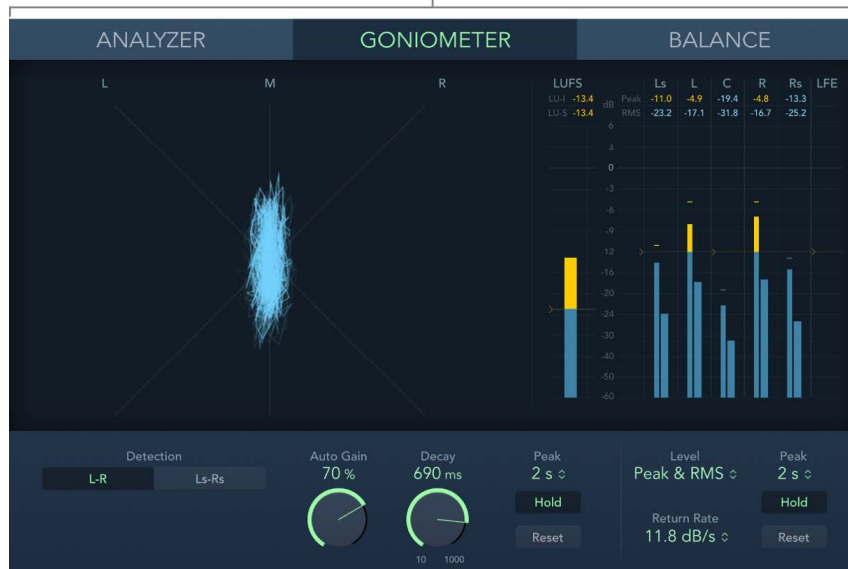 ANALYZER GONIOMETER BALANCE
L M R LUFS Ls L C R Rs LFE
LU-I -13.4 dB Peak -11.0 -4.9 -19.4 -4.8 -13.3
LU-S -13.4 RMS -23.2 -17.1 -31.8 -16.7 -25.2
6
3
0
-3
-6
-9
-12
-16
-20
-24
-30
-40
-50
-60
Detection Auto Gain Decay Peak Level Peak
L-R Ls-Rs 70 % 690 ms 2 s Peak & RMS 2 s
Hold Hold
Return Rate
Reset 11.8 dB/s Reset
10 1000